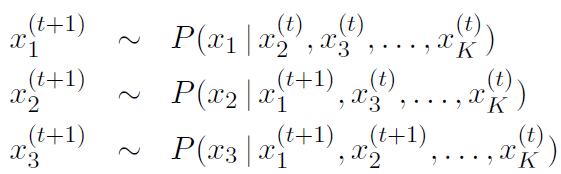 x_1^{(t+1)} ∼ P(x_1 | x_2^{(t)}, x_3^{(t)}, . . . , x_K^{(t)})
x_2^{(t+1)} ∼ P(x_2 | x_1^{(t+1)}, x_3^{(t)}, . . . , x_K^{(t)})
x_3^{(t+1)} ∼ P(x_3 | x_1^{(t+1)}, x_2^{(t+1)}, . . . , x_K^{(t)})